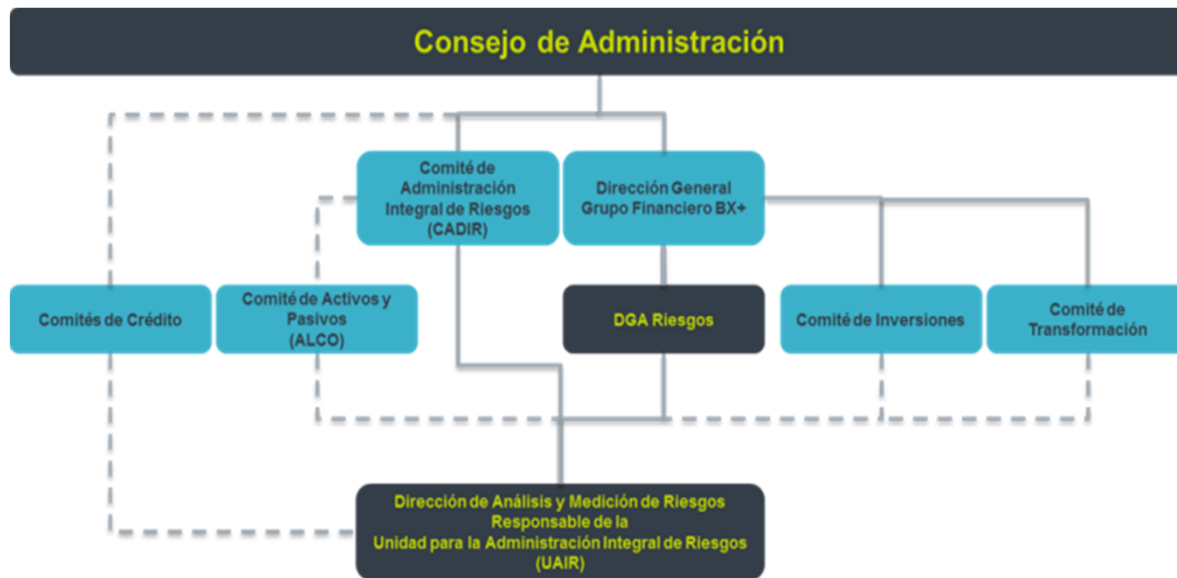 Consejo de Administración
Comité de
Administración
Integral de Riesgos
(CADIR)
Dirección General
Grupo Financiero BX+
Comités de Crédito
Comité de Activos y
Pasivos
(ALCO)
DGA Riesgos
Comité de Inversiones
Comité de
Transformación
Dirección de Análisis y Medición de Riesgos
Responsable de la
Unidad para la Administración Integral de Riesgos
(UAIR)